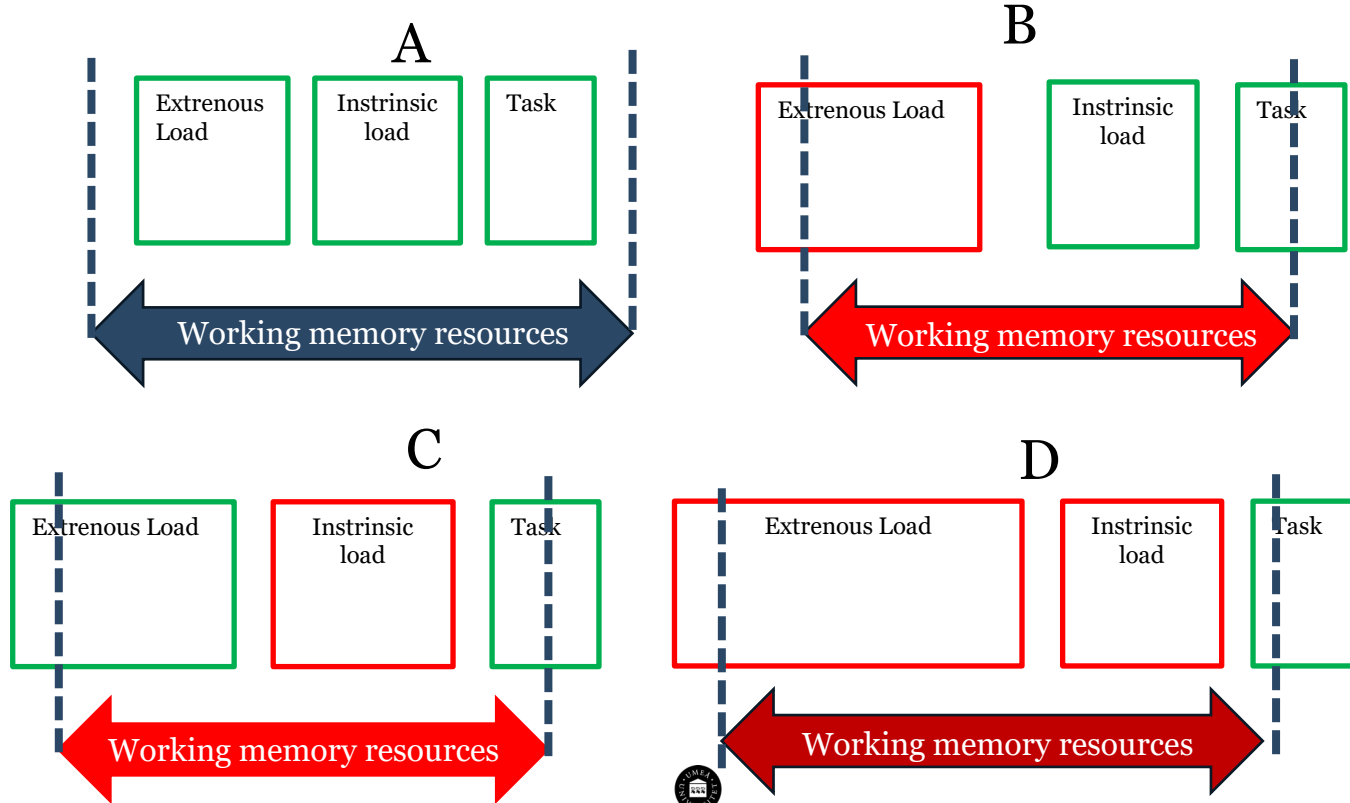 A
Extrenous
Load
Instrinsic
load
Task
Working memory resources
B
Extrenous Load
Instrinsic
load
Task
Working memory resources
C
Extrenous Load
Instrinsic
load
Task
Working memory resources
D
Extrenous Load
Instrinsic
load
Task
Working memory resources
UMEÅ